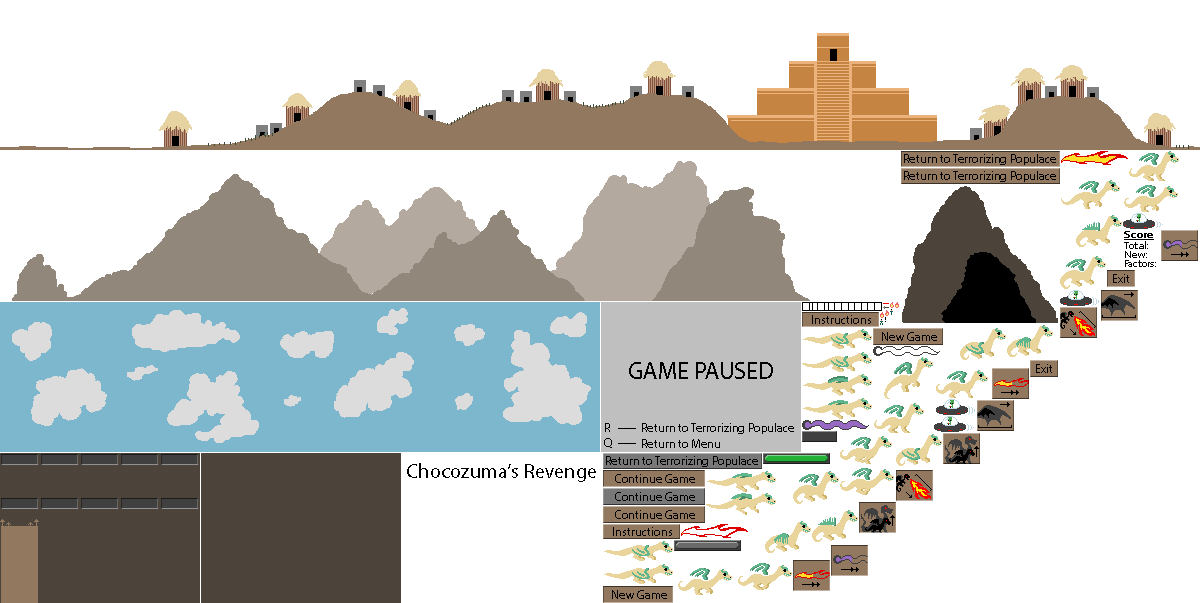 Return to Terrorizing Populace
Return to Terrorizing Populace
Score
Total:
New:
Factors:
Exit
Instructions
New Game
GAME PAUSED
Exit
R — Return to Terrorizing Populace
Q — Return to Menu
Chocozuma's Revenge
Return to Terrorizing Populace
Continue Game
Continue Game
Continue Game
Instructions
New Game